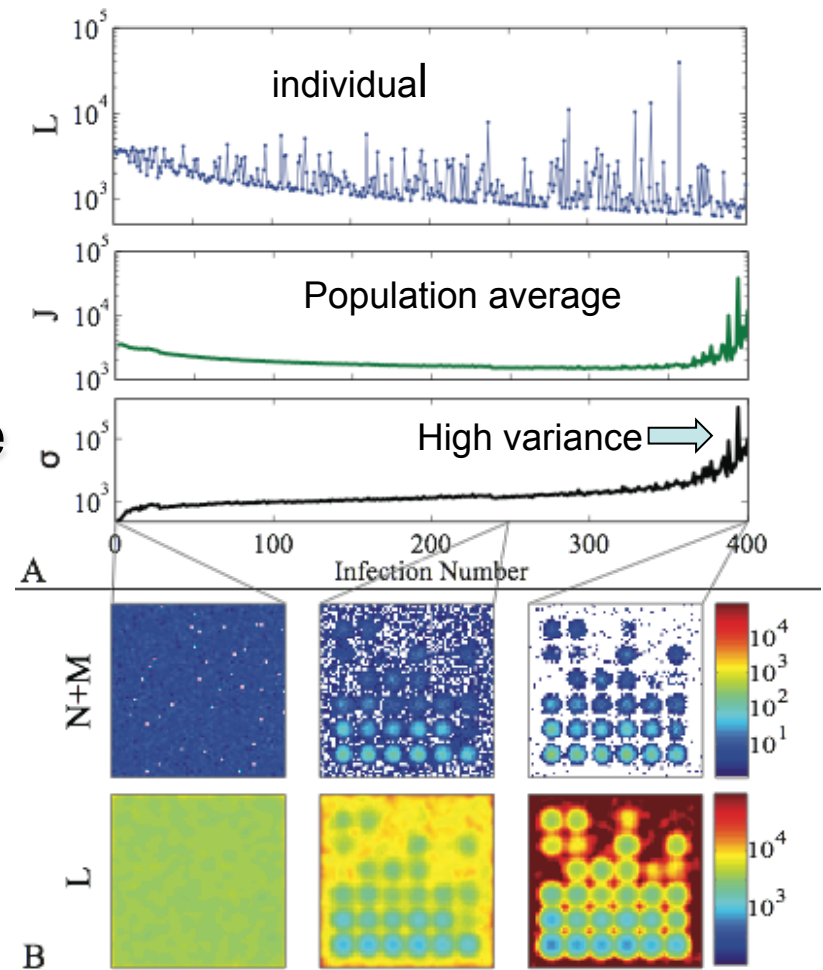 10^5
individual
10^4
L
10^3
10^5
Population average
J
10^4
10^3
e
High variance
10^5
σ
10^3
0 100 200 300 400
A Infection Number
N+M
10^4
10^3
10^2
10^1
L
10^4
10^3
B